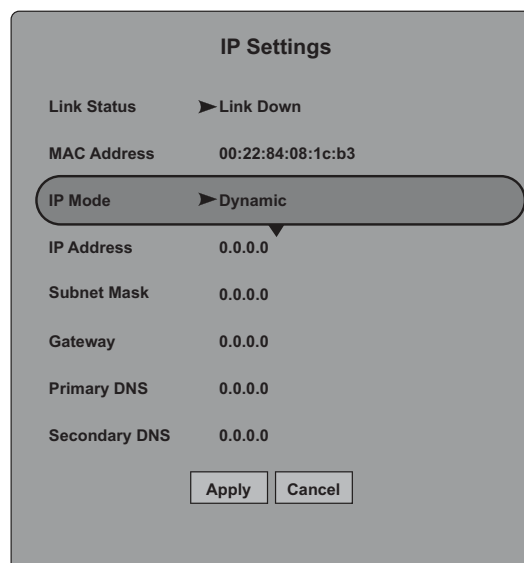 IP Settings
Link Status Link Down
MAC Address 00:22:84:08:1c:b3
IP Mode Dynamic
IP Address 0.0.0.0
Subnet Mask 0.0.0.0
Gateway 0.0.0.0
Primary DNS 0.0.0.0
Secondary DNS 0.0.0.0
Apply Cancel